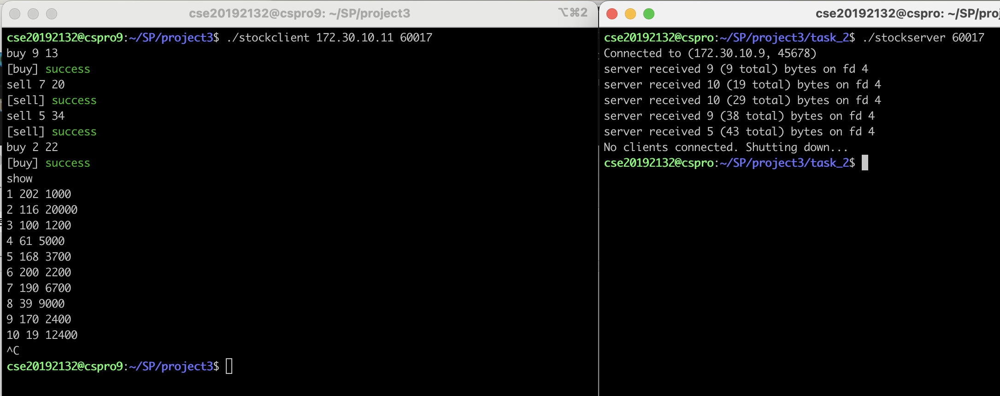 cse20192132@cspro9: ~/SP/project3 ⌥⌘2
cse20192132@cspro9:~/SP/project3$ ./stockclient 172.30.10.11 60017
buy 9 13
[buy] success
sell 7 20
[sell] success
sell 5 34
[sell] success
buy 2 22
[buy] success
show
1 202 1000
2 116 20000
3 100 1200
4 61 5000
5 168 3700
6 200 2200
7 190 6700
8 39 9000
9 170 2400
10 19 12400
^C
cse20192132@cspro9:~/SP/project3$
cse20192132@cspro: ~/SP/proj
cse20192132@cspro:~/SP/project3/task_2$ ./stockserver 60017
Connected to (172.30.10.9, 45678)
server received 9 (9 total) bytes on fd 4
server received 10 (19 total) bytes on fd 4
server received 10 (29 total) bytes on fd 4
server received 9 (38 total) bytes on fd 4
server received 5 (43 total) bytes on fd 4
No clients connected. Shutting down...
cse20192132@cspro:~/SP/project3/task_2$